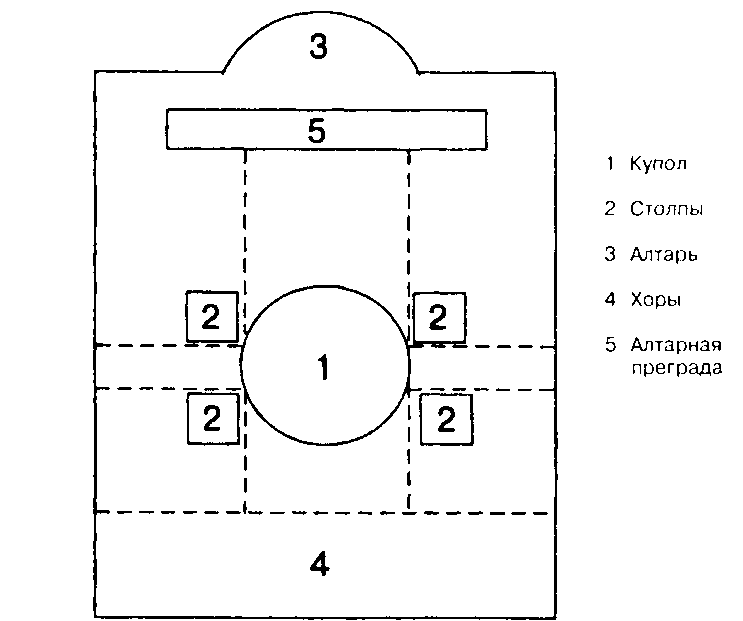 3
5
2
2
1
2
2
4
1 Купол
2 Столпы
3 Алтарь
4 Хоры
5 Алтарная
преграда